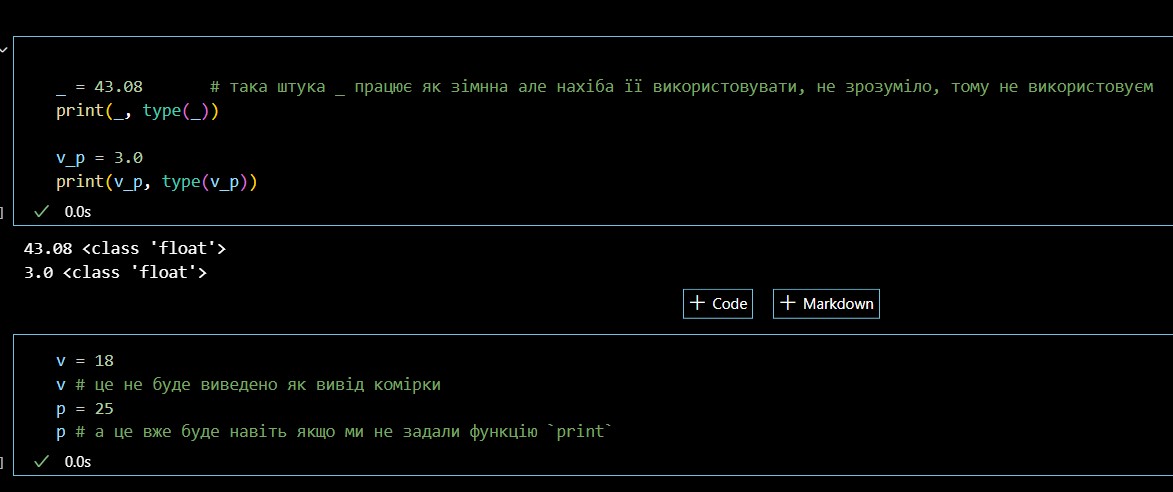 _ = 43.08 # така штука _ працює як зімнна але нахіба її використовувати, не зрозуміло, тому не використовуєм
print(_, type(_))
v_p = 3.0
print(v_p, type(v_p))
] ✓ 0.0s
43.08 <class 'float'>
3.0 <class 'float'>
+ Code + Markdown
v = 18
v # це не буде виведено як вивід комірки
p = 25
p # а це вже буде навіть якщо ми не задали функцію `print`
] ✓ 0.0s